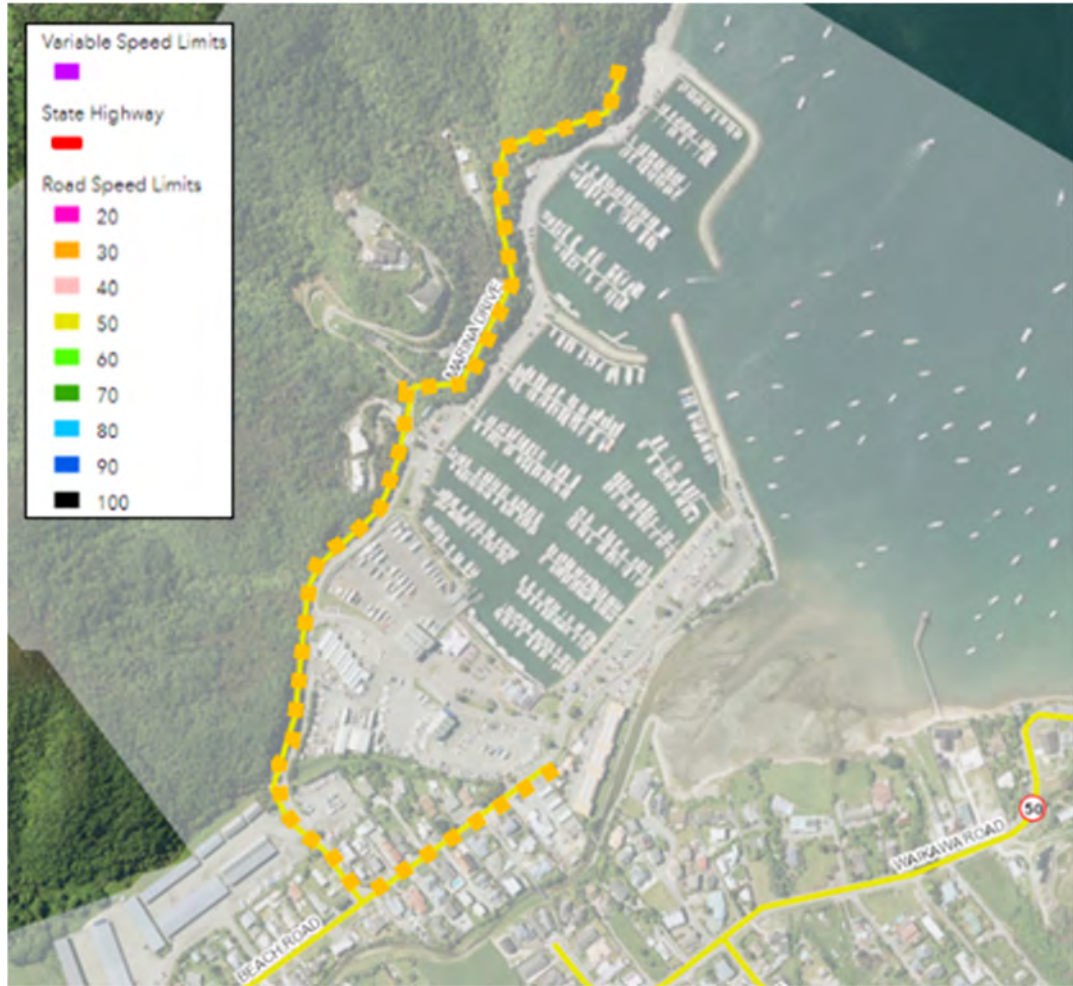 Variable Speed Limits
State Highway
Road Speed Limits
20
30
40
50
60
70
80
90
100
MARINA DRIVE
50
WAIKAWA ROAD
BEACH ROAD